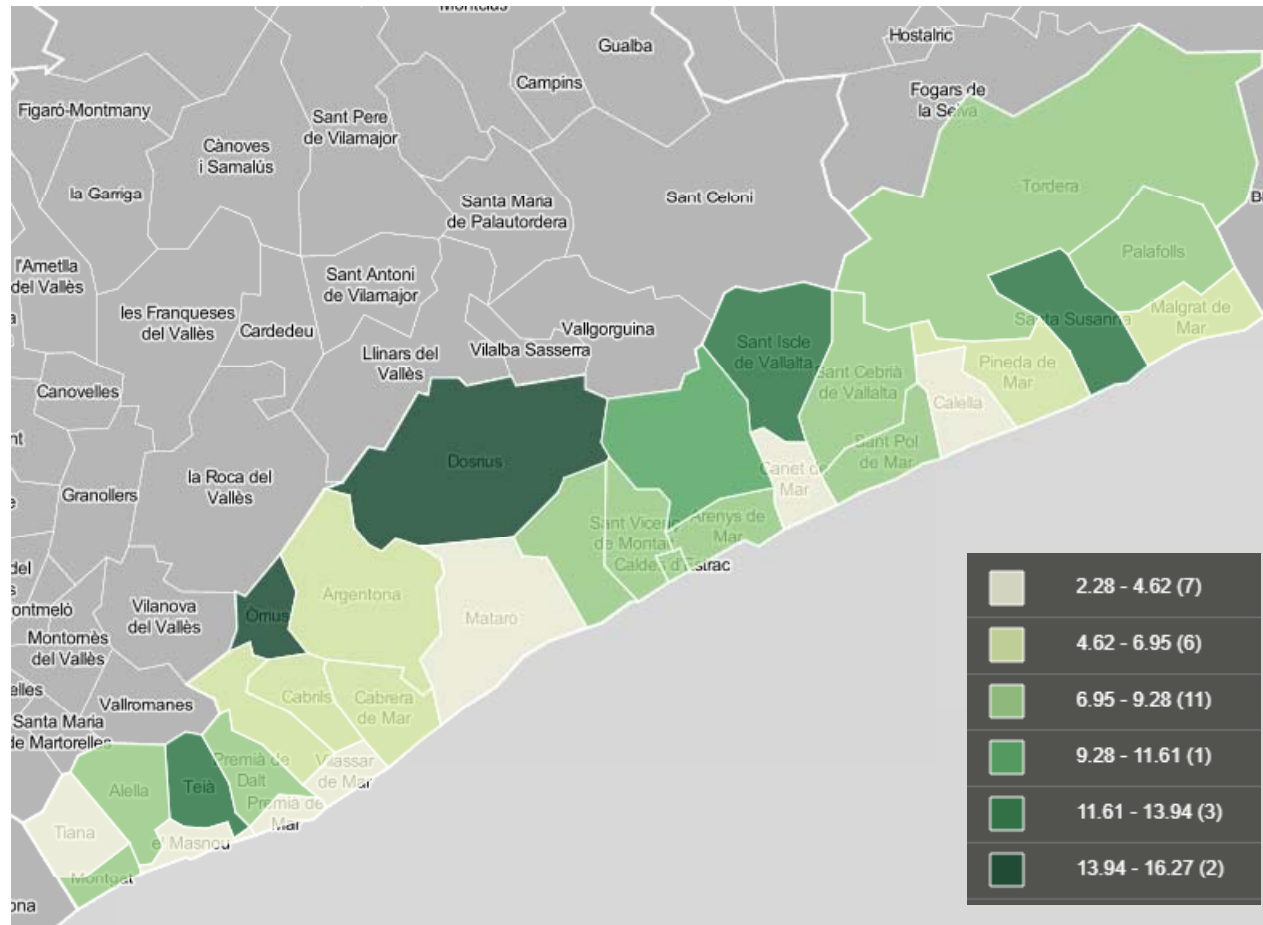 Hostalric
Gualba
Campins
Fogars de
la Selva
Figaró-Montmany
Sant Pere
de Vilamajor
Cànoves
i Samalús
la Garriga
Sant Celoni
Santa Maria
de Palautordera
Tordera
Palafolls
l'Ametlla
del Vallès
Sant Antoni
de Vilamajor
les Franqueses
del Vallès
Cardedeu
Vallgorguina
Santa Susanna
Malgrat de
Mar
Llinars del
Vallès
Vilalba Sasserra
Sant Iscle
de Vallalta
Sant Cebrià
de Vallalta
Pineda de
Mar
Canovelles
Calella
Sant Pol
de Mar
Dosrius
Canet de
Mar
la Roca del
Vallès
Granollers
Sant Vicenç
de Montalt
Arenys de
Mar
Caldes d'Estrac
Argentona
Mataró
Òrrius
Vilanova
del Vallès
Montornès
del Vallès
Vallromanes
Cabrils
Cabrera
de Mar
Santa Maria
de Martorelles
Premià de
Dalt
Vilassar
de Mar
Alella
Teià
Premià de
Mar
Tiana
el Masnou
Montgat
2.28 - 4.62 (7)
4.62 - 6.95 (6)
6.95 - 9.28 (11)
9.28 - 11.61 (1)
11.61 - 13.94 (3)
13.94 - 16.27 (2)